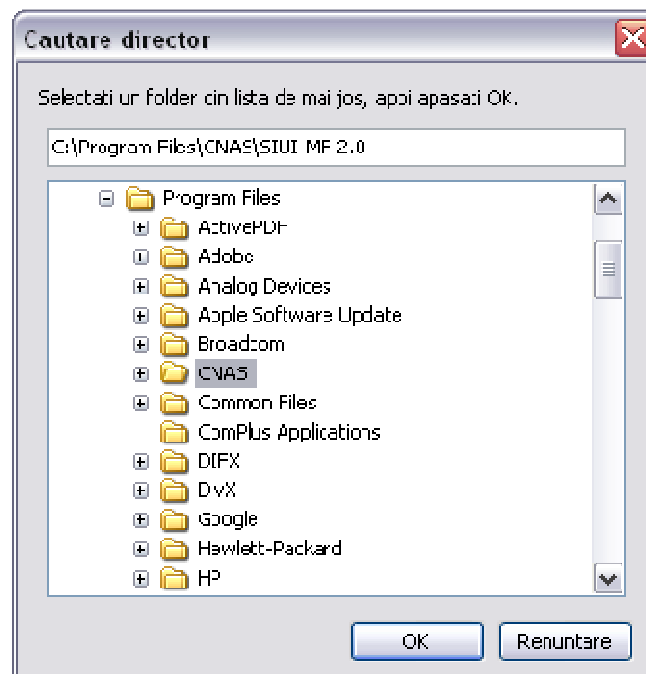 Cautare director
Selectati un folder din lista de mai jos, apoi apasati OK.
C:\Program Files\CNAS\SIUI-MF 2.0
Program Files
ActivePDF
Adobe
Analog Devices
Apple Software Update
Broadcom
CNAS
Common Files
ComPlus Applications
DIFX
DivX
Google
Hewlett-Packard
HP
OK
Renuntare